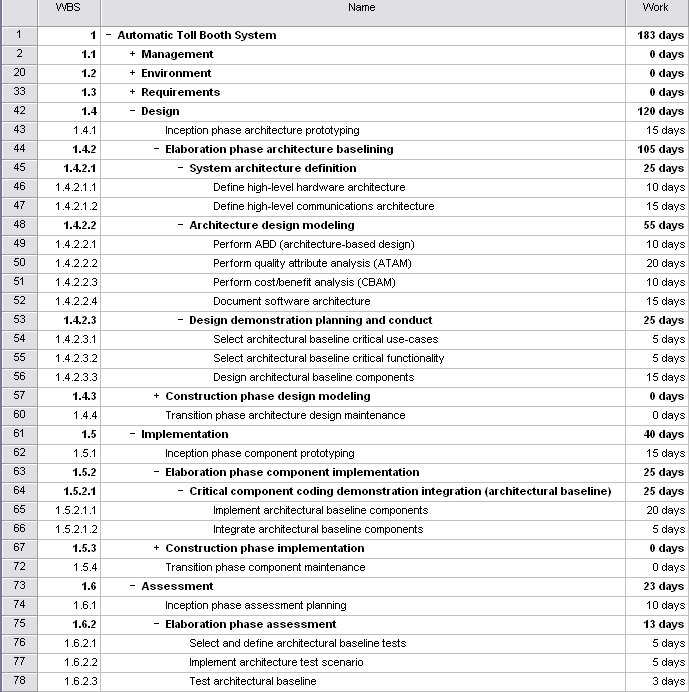 WBS Name Work
1 1 − Automatic Toll Booth System 183 days
2 1.1 + Management 0 days
20 1.2 + Environment 0 days
33 1.3 + Requirements 0 days
42 1.4 − Design 120 days
43 1.4.1 Inception phase architecture prototyping 15 days
44 1.4.2 − Elaboration phase architecture baselining 105 days
45 1.4.2.1 − System architecture definition 25 days
46 1.4.2.1.1 Define high-level hardware architecture 10 days
47 1.4.2.1.2 Define high-level communications architecture 15 days
48 1.4.2.2 − Architecture design modeling 55 days
49 1.4.2.2.1 Perform ABD (architecture-based design) 10 days
50 1.4.2.2.2 Perform quality attribute analysis (ATAM) 20 days
51 1.4.2.2.3 Perform cost/benefit analysis (CBAM) 10 days
52 1.4.2.2.4 Document software architecture 15 days
53 1.4.2.3 − Design demonstration planning and conduct 25 days
54 1.4.2.3.1 Select architectural baseline critical use-cases 5 days
55 1.4.2.3.2 Select architectural baseline critical functionality 5 days
56 1.4.2.3.3 Design architectural baseline components 15 days
57 1.4.3 + Construction phase design modeling 0 days
60 1.4.4 Transition phase architecture design maintenance 0 days
61 1.5 − Implementation 40 days
62 1.5.1 Inception phase component prototyping 15 days
63 1.5.2 − Elaboration phase component implementation 25 days
64 1.5.2.1 − Critical component coding demonstration integration (architectural baseline) 25 days
65 1.5.2.1.1 Implement architectural baseline components 20 days
66 1.5.2.1.2 Integrate architectural baseline components 5 days
67 1.5.3 + Construction phase implementation 0 days
72 1.5.4 Transition phase component maintenance 0 days
73 1.6 − Assessment 23 days
74 1.6.1 Inception phase assessment planning 10 days
75 1.6.2 − Elaboration phase assessment 13 days
76 1.6.2.1 Select and define architectural baseline tests 5 days
77 1.6.2.2 Implement architecture test scenario 5 days
78 1.6.2.3 Test architectural baseline 3 days